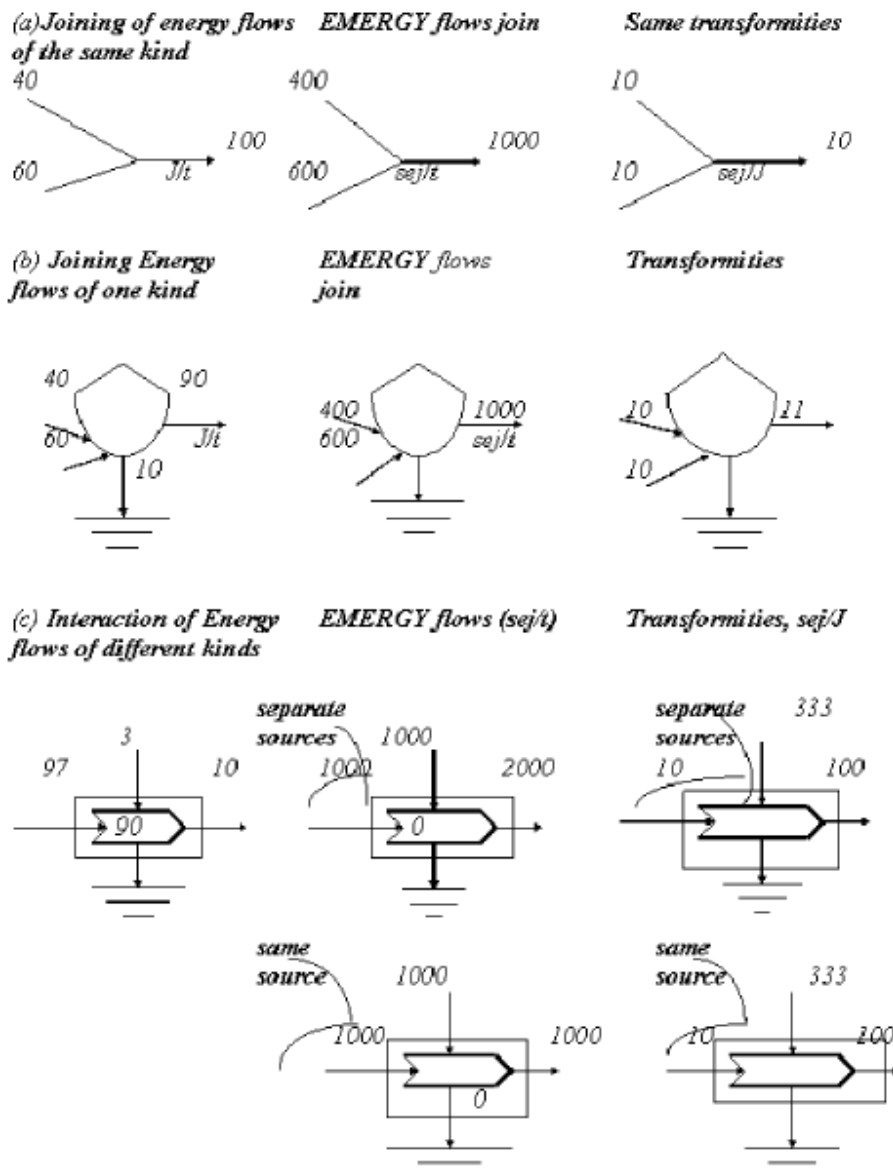 (a)Joining of energy flows
of the same kind
EMERGY flows join
Same transformities
40
400
10
100
1000
10
60
600
10
J/t
sej/t
sej/J
(b) Joining Energy
flows of one kind
EMERGY flows
join
Transformities
40
90
60
J/t
10
400
1000
600
sej/t
10
11
10
(c) Interaction of Energy
flows of different kinds
EMERGY flows (sej/t)
Transformities, sej/J
3
97
10
90
separate
sources
1000
1000
2000
0
separate
sources
333
10
100
same
source
1000
1000
1000
0
same
source
333
10
100